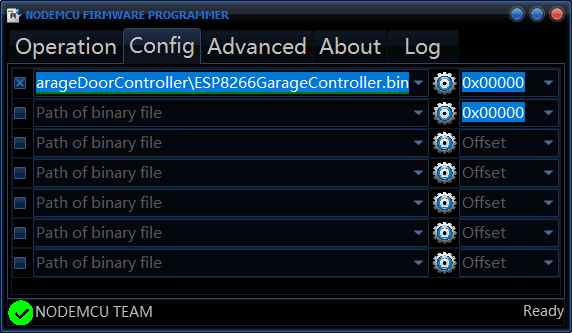 NODEMCU FIRMWARE PROGRAMMER
Operation Config Advanced About Log
arageDoorController\ESP8266GarageController.bin 0x00000
Path of binary file 0x00000
Path of binary file Offset
Path of binary file Offset
Path of binary file Offset
Path of binary file Offset
Path of binary file Offset
NODEMCU TEAM Ready